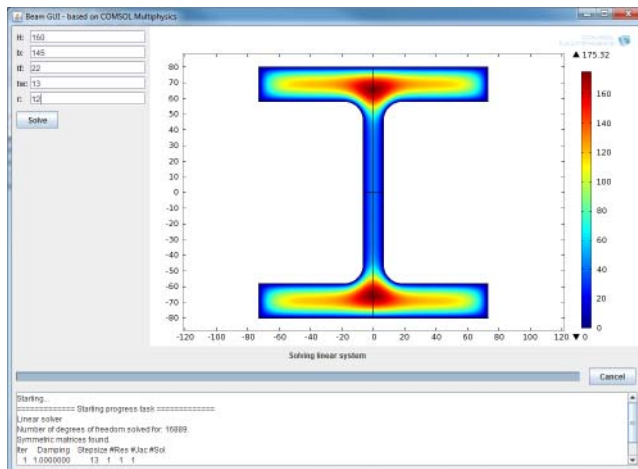 Beam GUI - based on COMSOL Multiphysics
H: 160
b: 145
tf: 22
tw: 13
r: 12
Solve
COMSOL
MULTIPHYSICS
▲ 175.32
80
70
60
50
40
30
20
10
0
-10
-20
-30
-40
-50
-60
-70
-80
-120 -100 -80 -60 -40 -20 0 20 40 60 80 100 120
160
140
120
100
80
60
40
20
0
▼ 0
Solving linear system
Cancel
Starting...
============= Starting progress task =============
Linear solver
Number of degrees of freedom solved for: 16889.
Symmetric matrices found.
Iter Damping Stepsize #Res #Jac #Sol
1 1.0000000 13 1 1 1